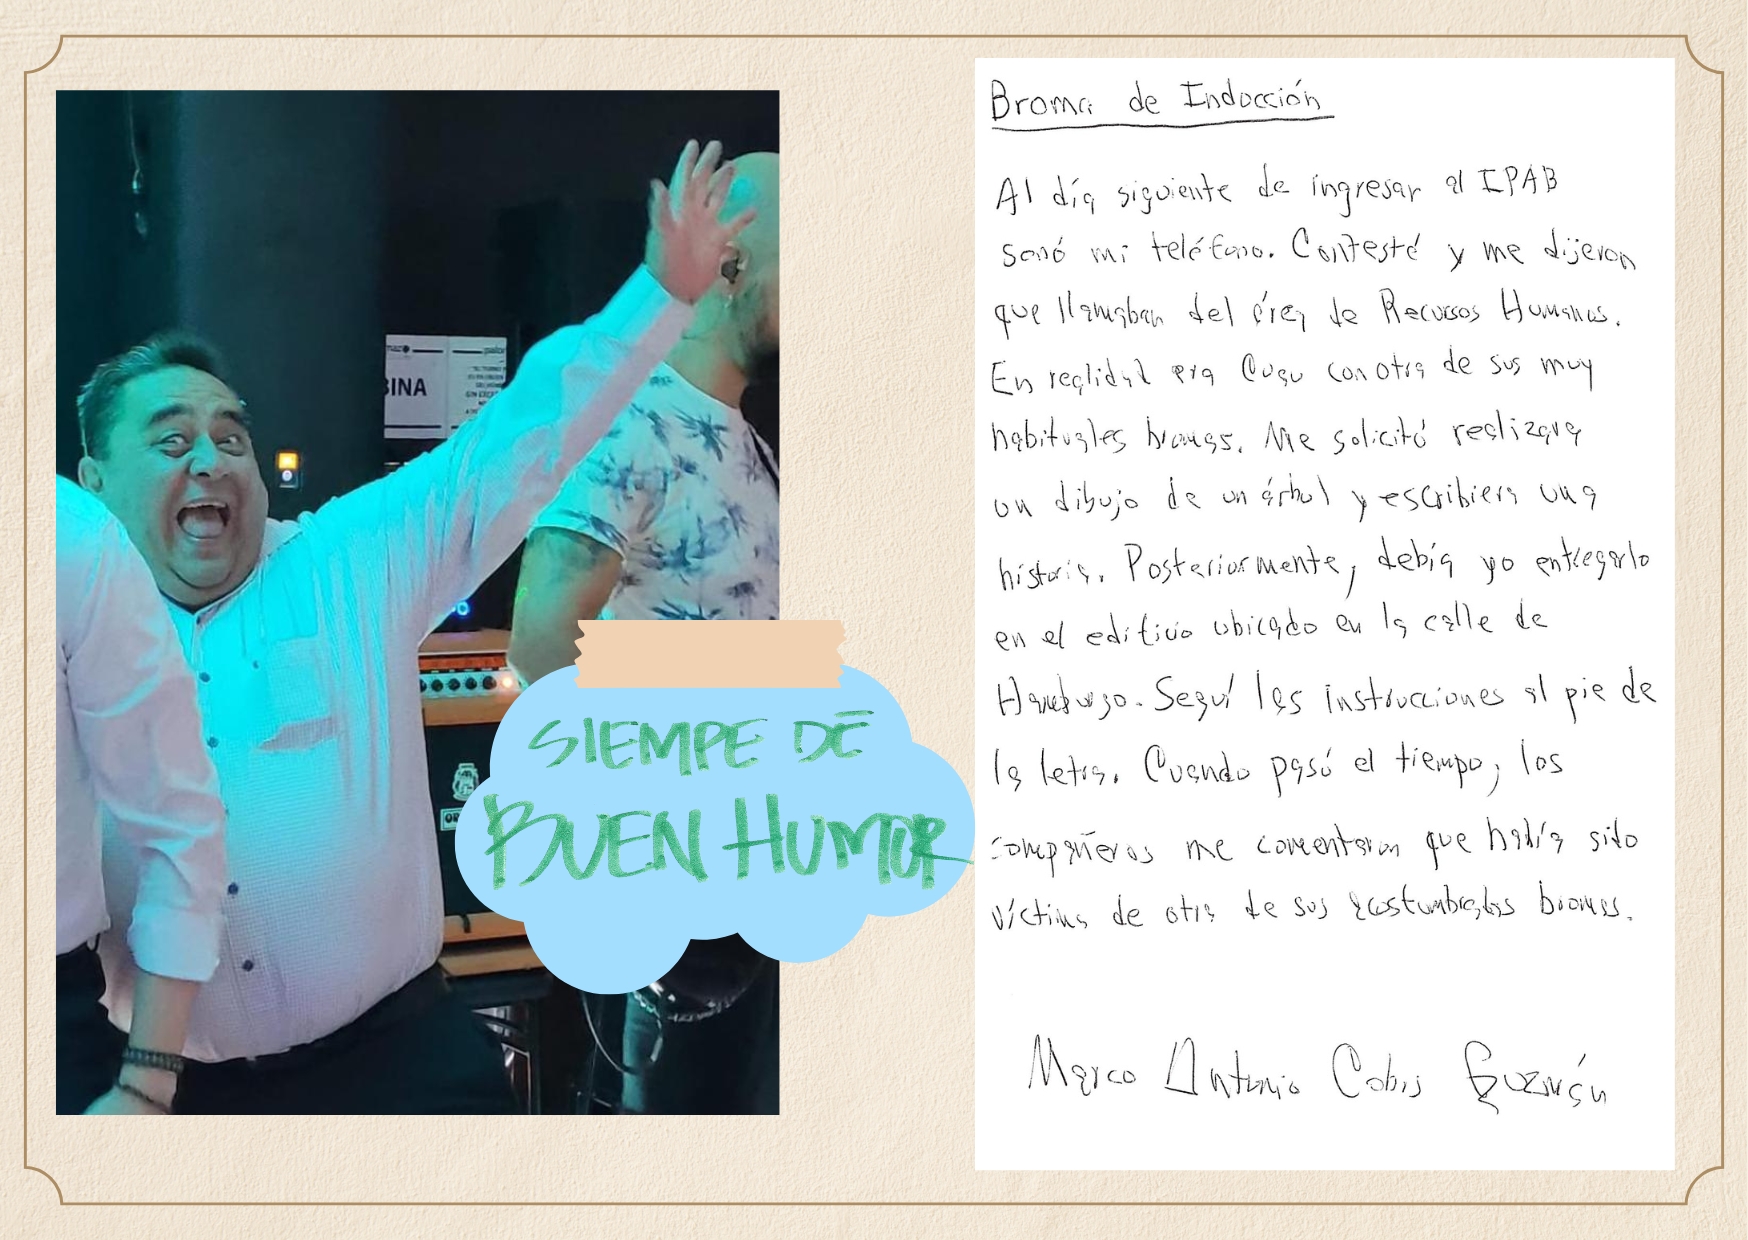 BINA
SIEMPE DE
BUEN HUMOR
Broma de Inducción
Al día siguiente de ingresar al IPAB
sonó mi teléfono. Contesté y me dijeron
que llamaban del área de Recursos Humanos.
En realidad era Cucu con otra de sus muy
habituales bromas. Me solicitó realizara
un dibujo de un árbol y escribiera una
historia. Posteriormente, debía yo entregarlo
en el edificio ubicado en la calle de
Hamburgo. Seguí las instrucciones al pie de
la letra. Cuando pasó el tiempo, los
compañeros me comentaron que había sido
víctima de otra de sus acostumbradas bromas.
Marco Antonio Cobis Guzmán